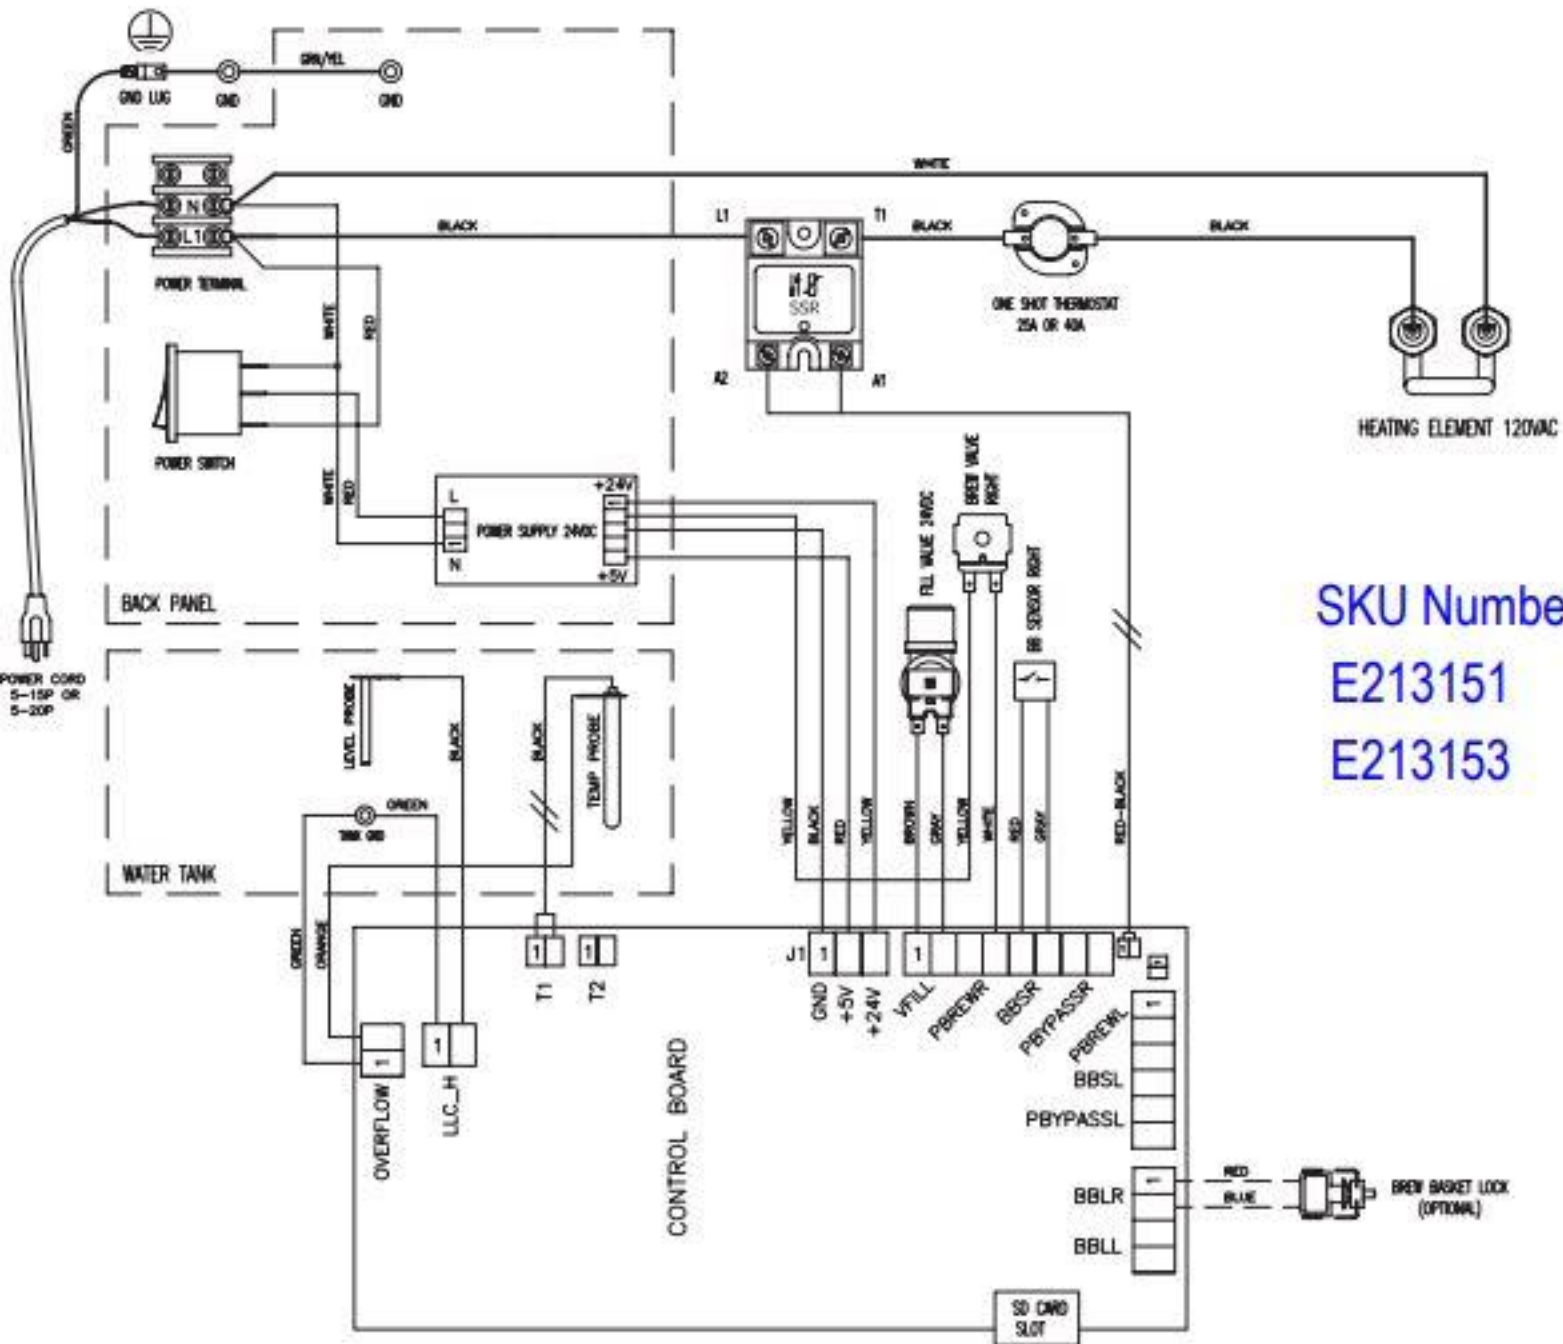 GND LUG
GND
GRN/YEL
GND
GREEN
N
L1
POWER TERMINAL
WHITE
BLACK
L1
T1
BLACK
BLACK
SSR
A2
A1
ONE SHOT THERMOSTAT
25A OR 40A
HEATING ELEMENT 120VAC
WHITE
RED
POWER SWITCH
WHITE
RED
L
1
N
POWER SUPPLY 24VDC
+24V
1
+5V
BACK PANEL
POWER CORD
5-15P OR
5-20P
FILL VALVE 24VDC
BREW VALVE
RIGHT
BB SENSOR RIGHT
SKU Numbe
E213151
E213153
LEVEL PROBE
BLACK
BLACK
TEMP PROBE
GREEN
TANK GND
WATER TANK
YELLOW
BLACK
RED
YELLOW
BROWN
GRAY
YELLOW
WHITE
RED
GRAY
RED-BLACK
GREEN
ORANGE
1
T1
1
T2
J1
1
GND
+5V
+24V
1
VFILL
PBREWR
BBSR
PBYPASSR
1
PBREWL
BBSL
PBYPASSL
1
OVERFLOW
1
LLC_H
CONTROL BOARD
1
BBLR
BBLL
RED
BLUE
BREW BASKET LOCK
(OPTIONAL)
SD CARD
SLOT